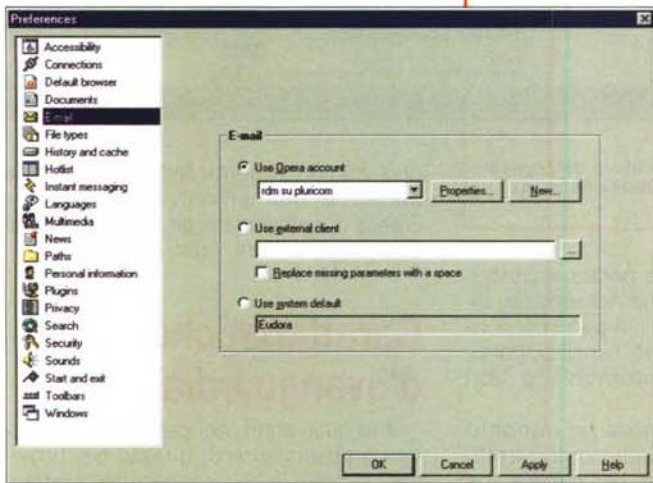 Preferences
Accessibility
Connections
Default browser
Documents
E-mail
File types
History and cache
Hotlist
Instant messaging
Languages
Multimedia
News
Paths
Personal information
Plugins
Privacy
Search
Security
Sounds
Start and exit
Toolbars
Windows
E-mail
Use Opera account
rdm su pluricom
Properties...
New...
Use external client
...
Replace missing parameters with a space
Use system default
Eudora
OK
Cancel
Apply
Help